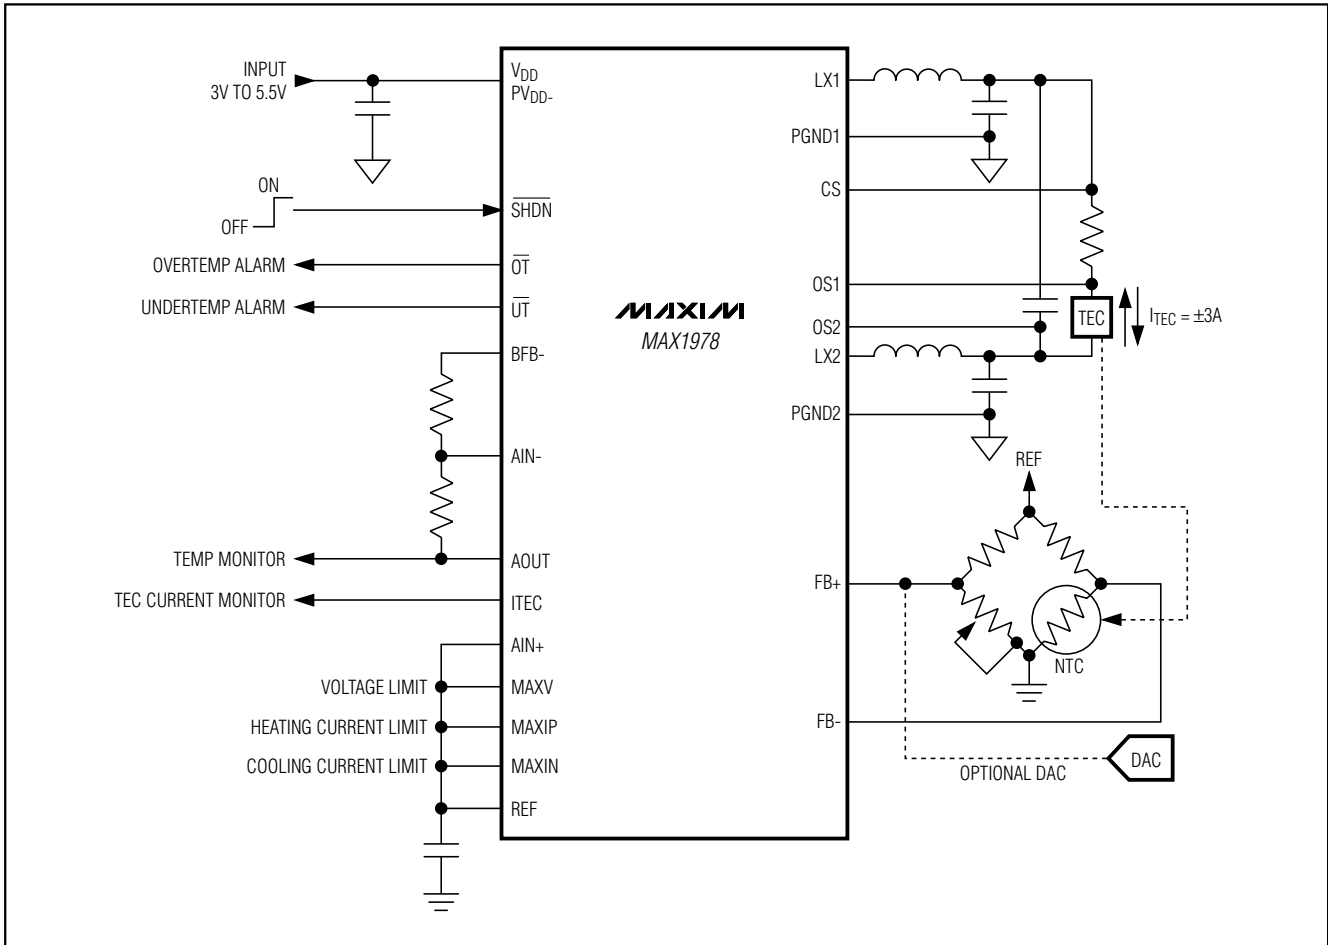 INPUT
3V TO 5.5V
ON
OFF
OVERTEMP ALARM
UNDERTEMP ALARM
TEMP MONITOR
TEC CURRENT MONITOR
VOLTAGE LIMIT
HEATING CURRENT LIMIT
COOLING CURRENT LIMIT
VDD
PVDD-
SHDN
OT
UT
BFB-
AIN-
AOUT
ITEC
AIN+
MAXV
MAXIP
MAXIN
REF
MAXIM
MAX1978
LX1
PGND1
CS
OS1
OS2
LX2
PGND2
FB+
FB-
TEC
ITEC = ±3A
REF
NTC
OPTIONAL DAC
DAC